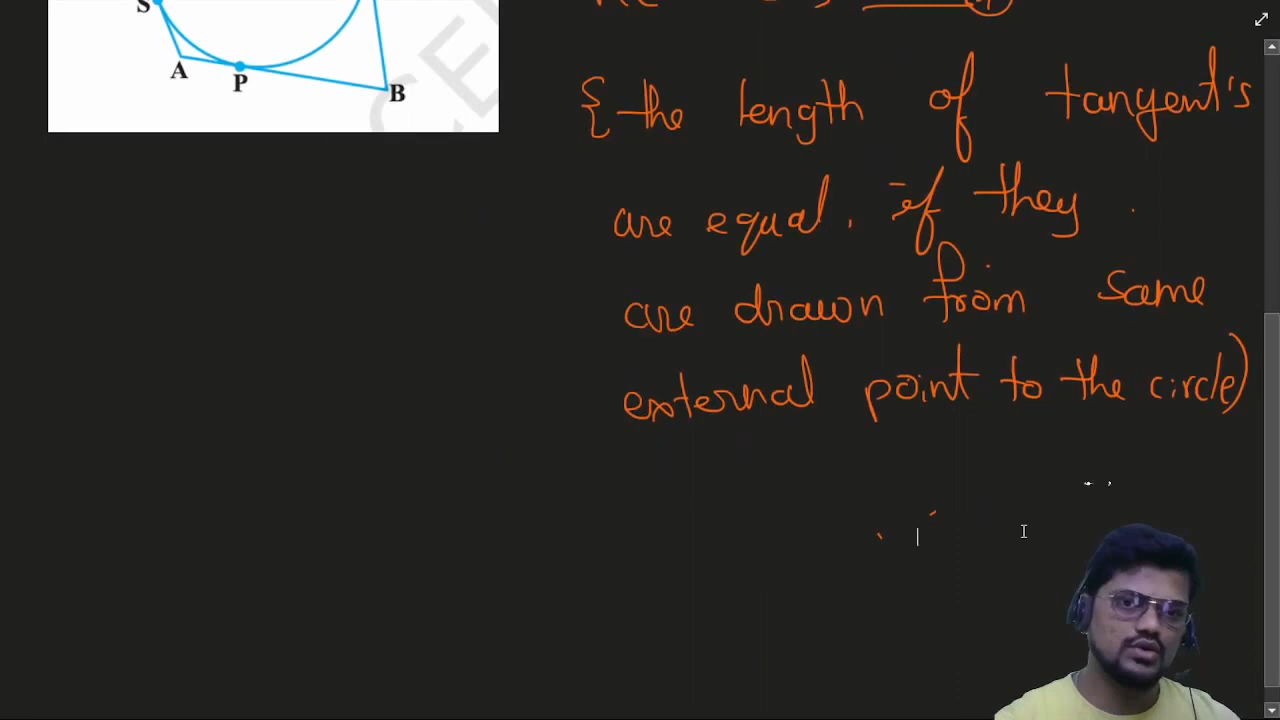 S
A
P
B
{ the length of tangent's
are equal. if they
are drawn from same
external point to the circle)